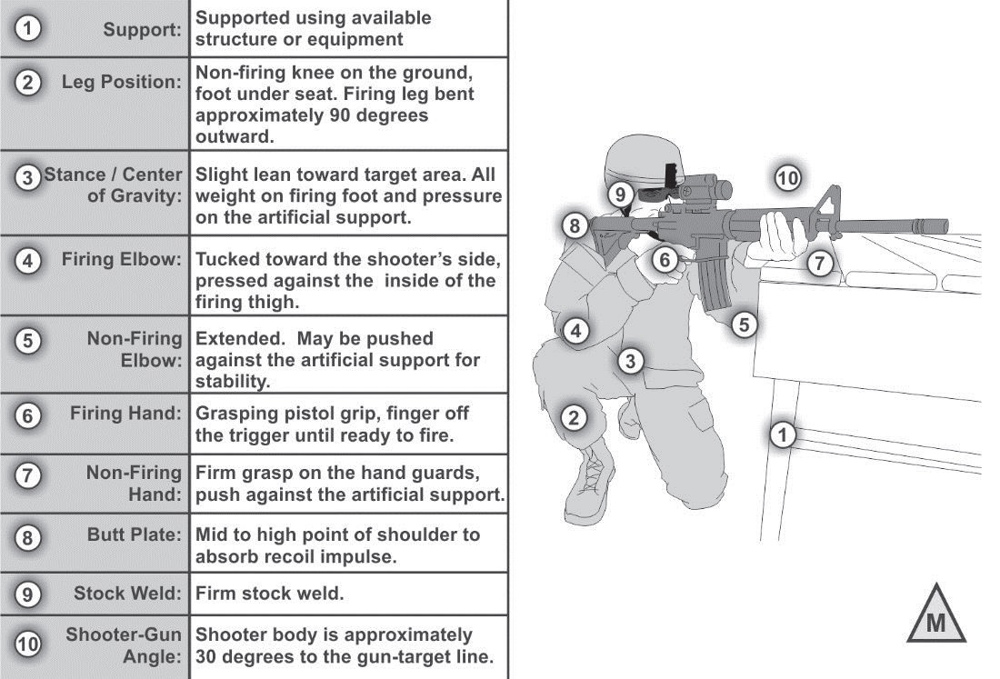 1 Support: Supported using available
structure or equipment
2 Leg Position: Non-firing knee on the ground,
foot under seat. Firing leg bent
approximately 90 degrees
outward.
3 Stance / Center Slight lean toward target area. All
of Gravity: weight on firing foot and pressure
on the artificial support.
4 Firing Elbow: Tucked toward the shooter's side,
pressed against the inside of the
firing thigh.
5 Non-Firing Extended. May be pushed
Elbow: against the artificial support for
stability.
6 Firing Hand: Grasping pistol grip, finger off
the trigger until ready to fire.
7 Non-Firing Firm grasp on the hand guards,
Hand: push against the artificial support.
8 Butt Plate: Mid to high point of shoulder to
absorb recoil impulse.
9 Stock Weld: Firm stock weld.
10 Shooter-Gun Shooter body is approximately
Angle: 30 degrees to the gun-target line.
10
9
8
6
7
5
4
3
2
1
M